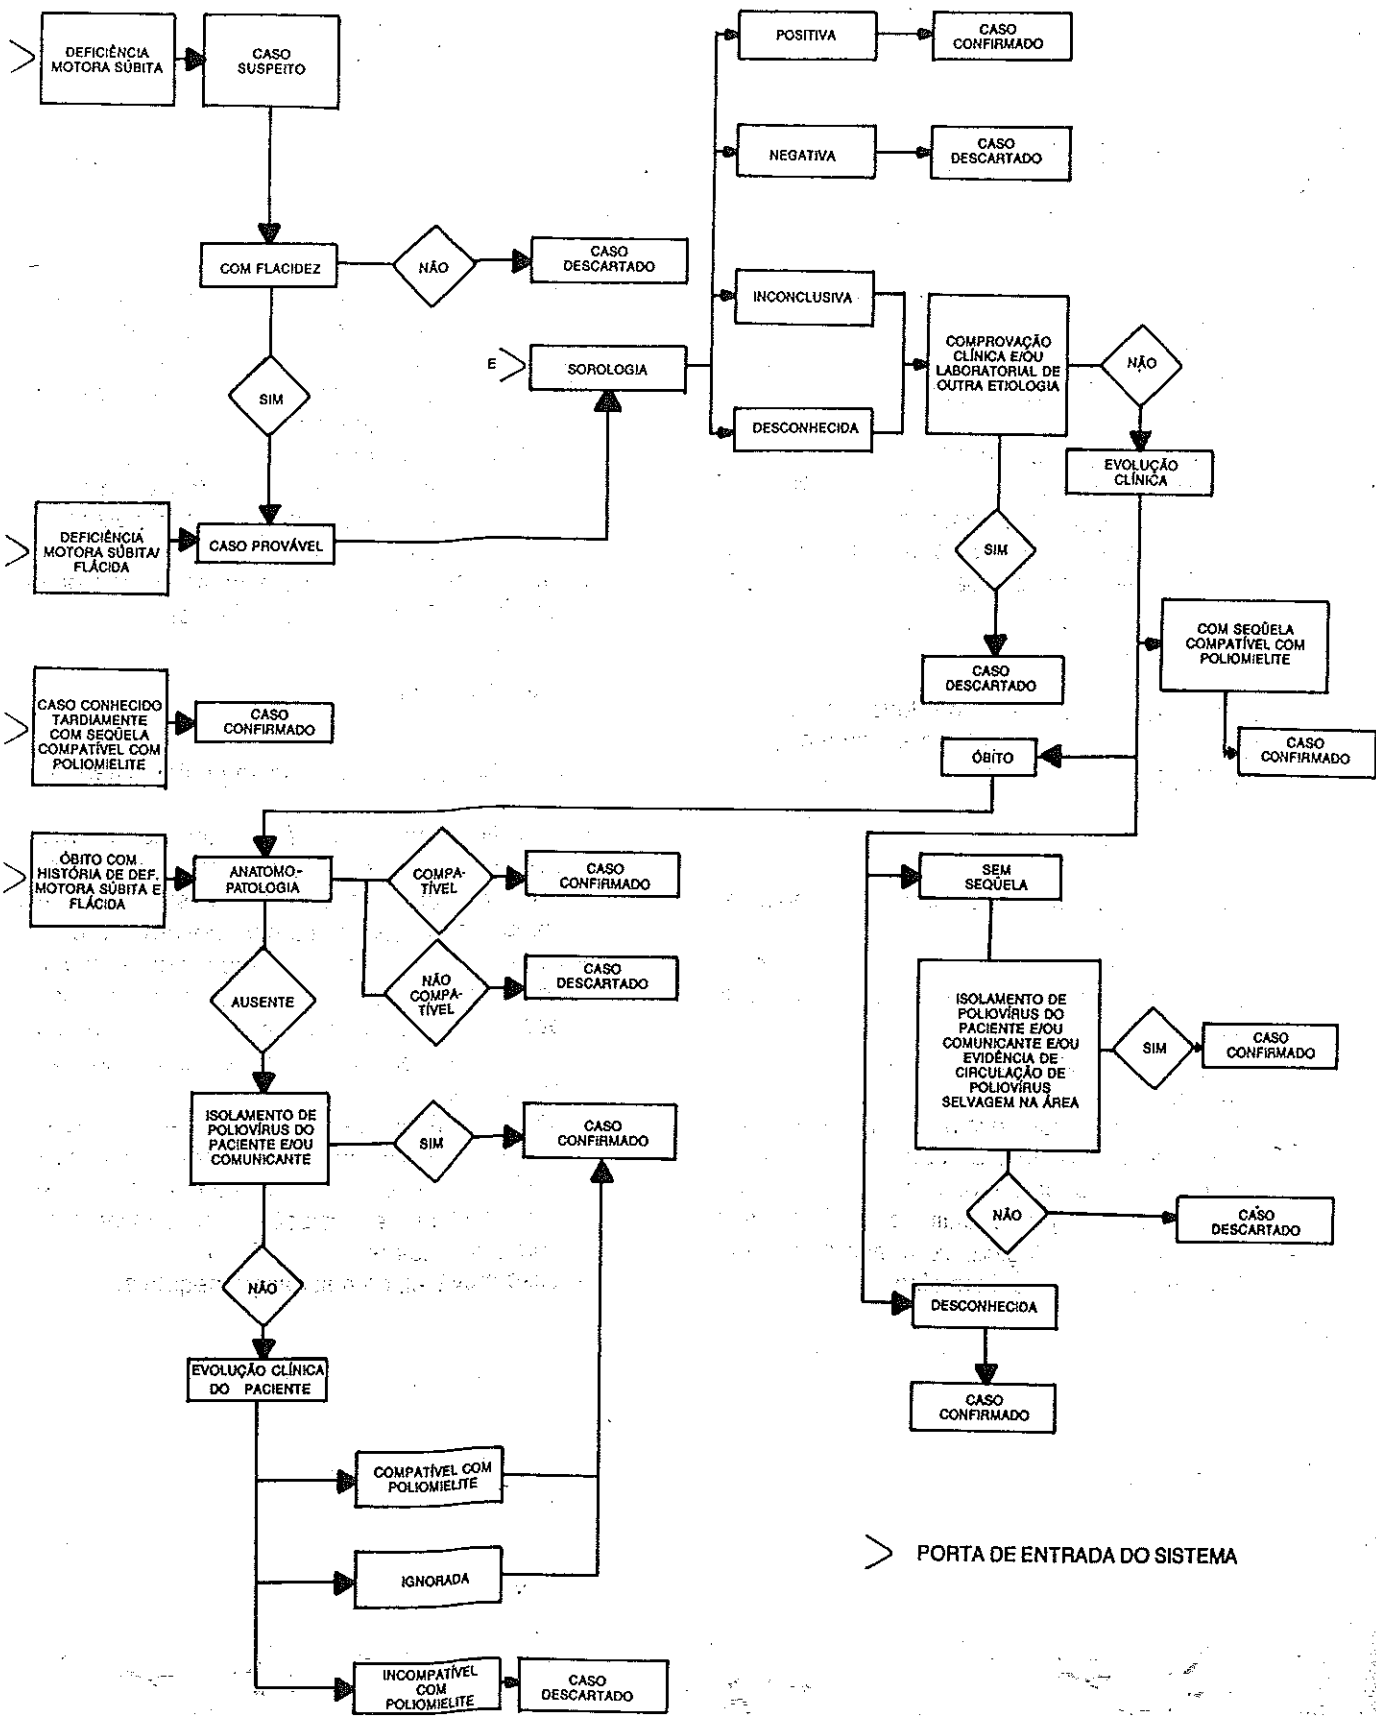 DEFICIÊNCIA
MOTORA SÚBITA
CASO
SUSPEITO
POSITIVA
CASO
CONFIRMADO
NEGATIVA
CASO
DESCARTADO
COM FLACIDEZ
NÃO
CASO
DESCARTADO
INCONCLUSIVA
SIM
E
SOROLOGIA
COMPROVAÇÃO
CLÍNICA E/OU
LABORATORIAL DE
OUTRA ETIOLOGIA
NÃO
DESCONHECIDA
EVOLUÇÃO
CLÍNICA
DEFICIÊNCIA
MOTORA SÚBITA/
FLÁCIDA
CASO PROVÁVEL
SIM
CASO
DESCARTADO
COM SEQÜELA
COMPATÍVEL COM
POLIOMIELITE
CASO
CONFIRMADO
CASO CONHECIDO
TARDIAMENTE
COM SEQÜELA
COMPATÍVEL COM
POLIOMIELITE
CASO
CONFIRMADO
ÓBITO
ÓBITO COM
HISTÓRIA DE DEF.
MOTORA SÚBITA E
FLÁCIDA
ANATOMO-
PATOLOGIA
COMPA-
TÍVEL
CASO
CONFIRMADO
SEM
SEQÜELA
AUSENTE
NÃO
COMPA-
TÍVEL
CASO
DESCARTADO
ISOLAMENTO DE
POLIOVÍRUS DO
PACIENTE E/OU
COMUNICANTE E/OU
EVIDÊNCIA DE
CIRCULAÇÃO DE
POLIOVÍRUS
SELVAGEM NA ÁREA
SIM
CASO
CONFIRMADO
ISOLAMENTO DE
POLIOVÍRUS DO
PACIENTE E/OU
COMUNICANTE
SIM
CASO
CONFIRMADO
NÃO
CASO
DESCARTADO
NÃO
DESCONHECIDA
EVOLUÇÃO CLÍNICA
DO PACIENTE
CASO
CONFIRMADO
COMPATÍVEL COM
POLIOMIELITE
IGNORADA
PORTA DE ENTRADA DO SISTEMA
INCOMPATÍVEL
COM
POLIOMIELITE
CASO
DESCARTADO